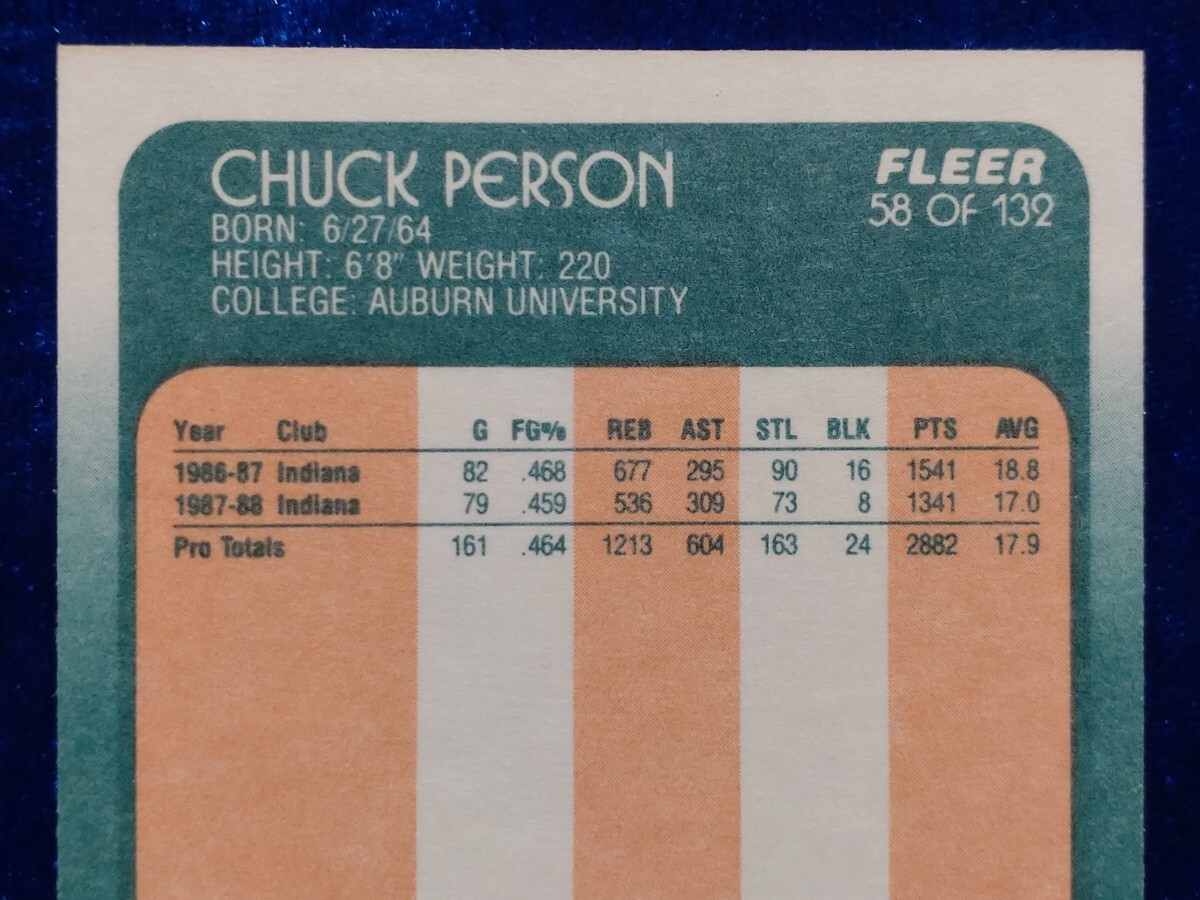 CHUCK PERSON
BORN: 6/27/64
HEIGHT: 6'8" WEIGHT: 220
COLLEGE: AUBURN UNIVERSITY
FLEER
58 OF 132
Year Club G FG% REB AST STL BLK PTS AVG
1986-87 Indiana 82 .468 677 295 90 16 1541 18.8
1987-88 Indiana 79 .459 536 309 73 8 1341 17.0
Pro Totals 161 .464 1213 604 163 24 2882 17.9